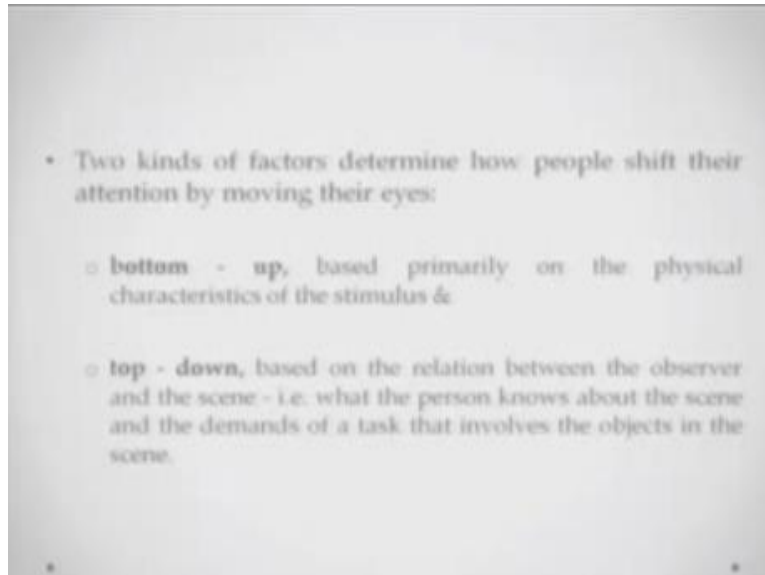 • Two kinds of factors determine how people shift their
attention by moving their eyes:
o bottom - up, based primarily on the physical
characteristics of the stimulus &
o top - down, based on the relation between the observer
and the scene - i.e. what the person knows about the scene
and the demands of a task that involves the objects in the
scene.